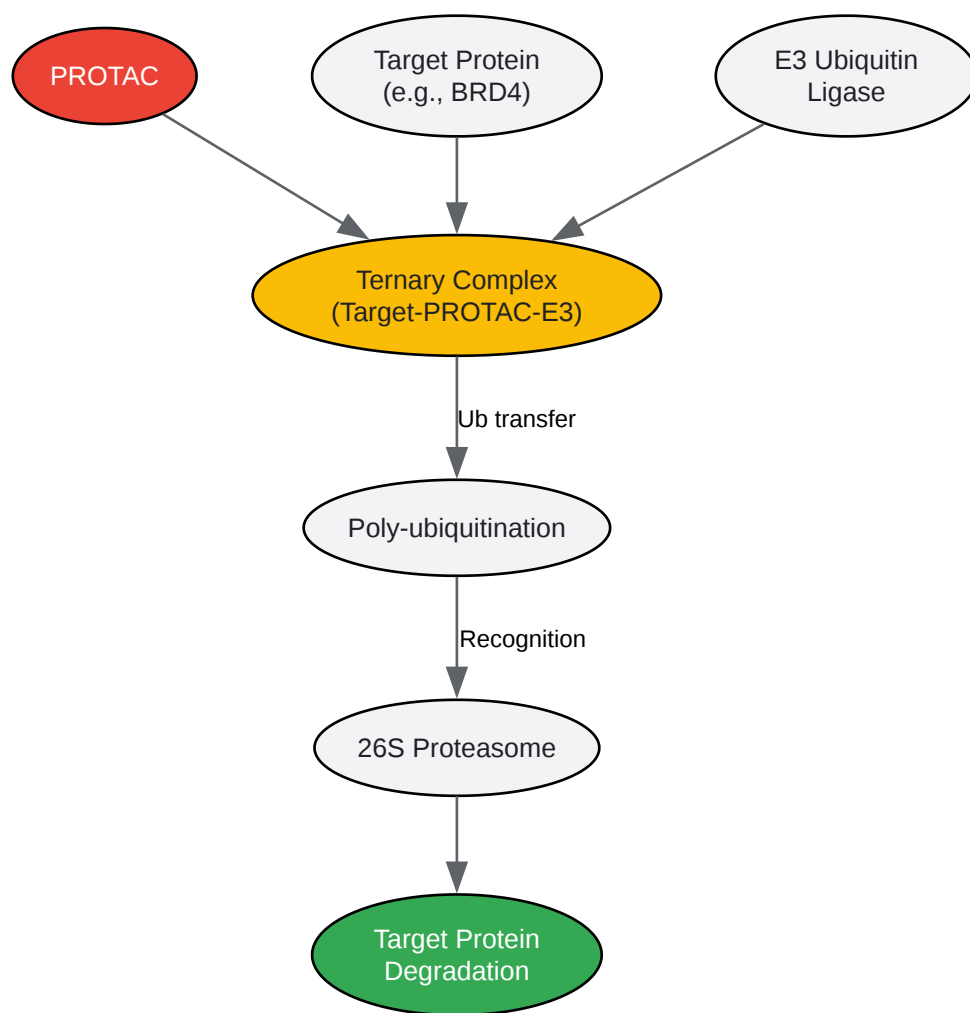 PROTAC
Target Protein
(e.g., BRD4)
E3 Ubiquitin
Ligase
Ternary Complex
(Target-PROTAC-E3)
Ub transfer
Poly-ubiquitination
Recognition
26S Proteasome
Target Protein
Degradation